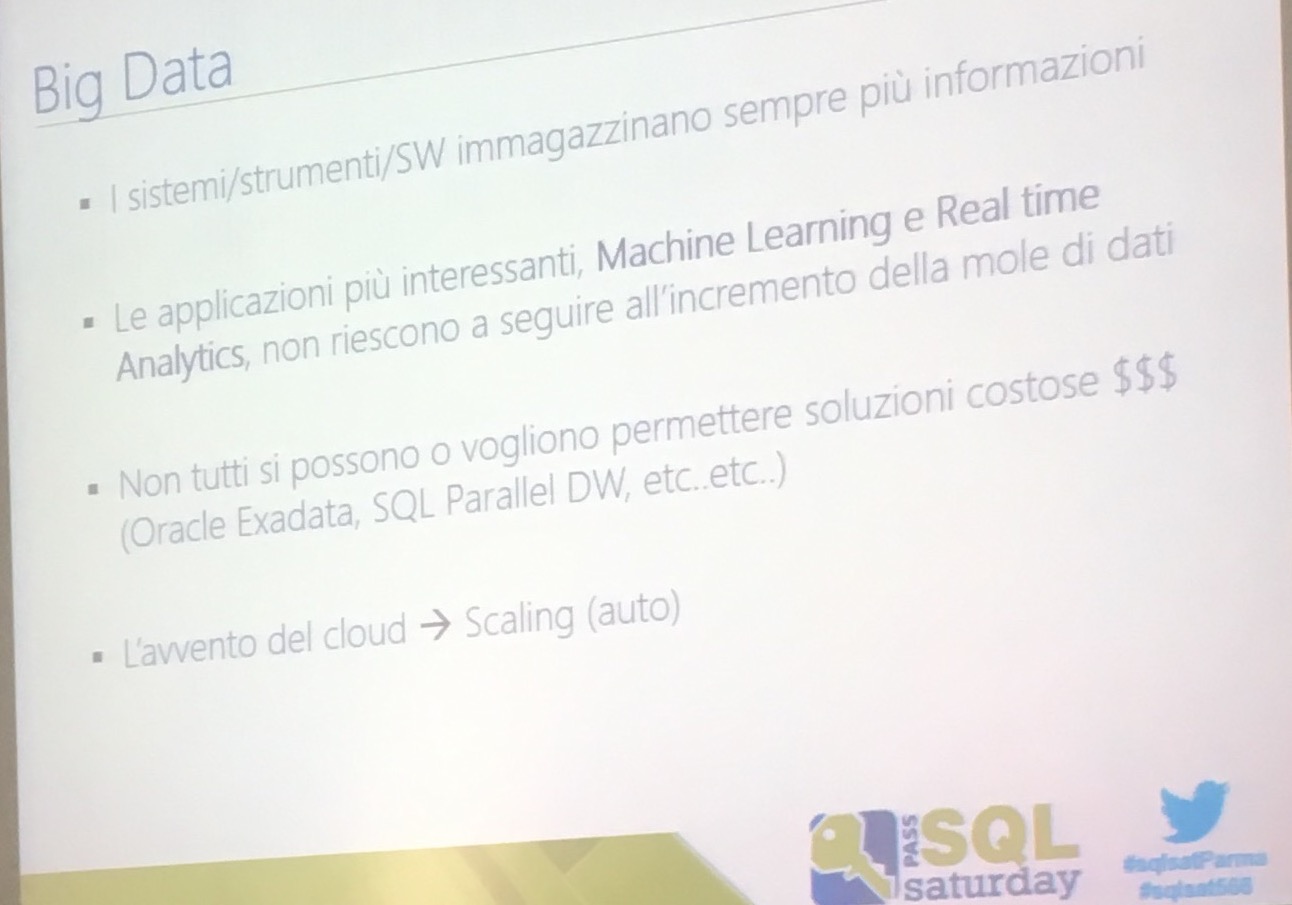 Big Data
▪ I sistemi/strumenti/SW immagazzinano sempre più informazioni
▪ Le applicazioni più interessanti, Machine Learning e Real time
Analytics, non riescono a seguire all'incremento della mole di dati
▪ Non tutti si possono o vogliono permettere soluzioni costose $$$
(Oracle Exadata, SQL Parallel DW, etc..etc..)
▪ L'avvento del cloud → Scaling (auto)
PASS
SQL
saturday
#sqlsatParma